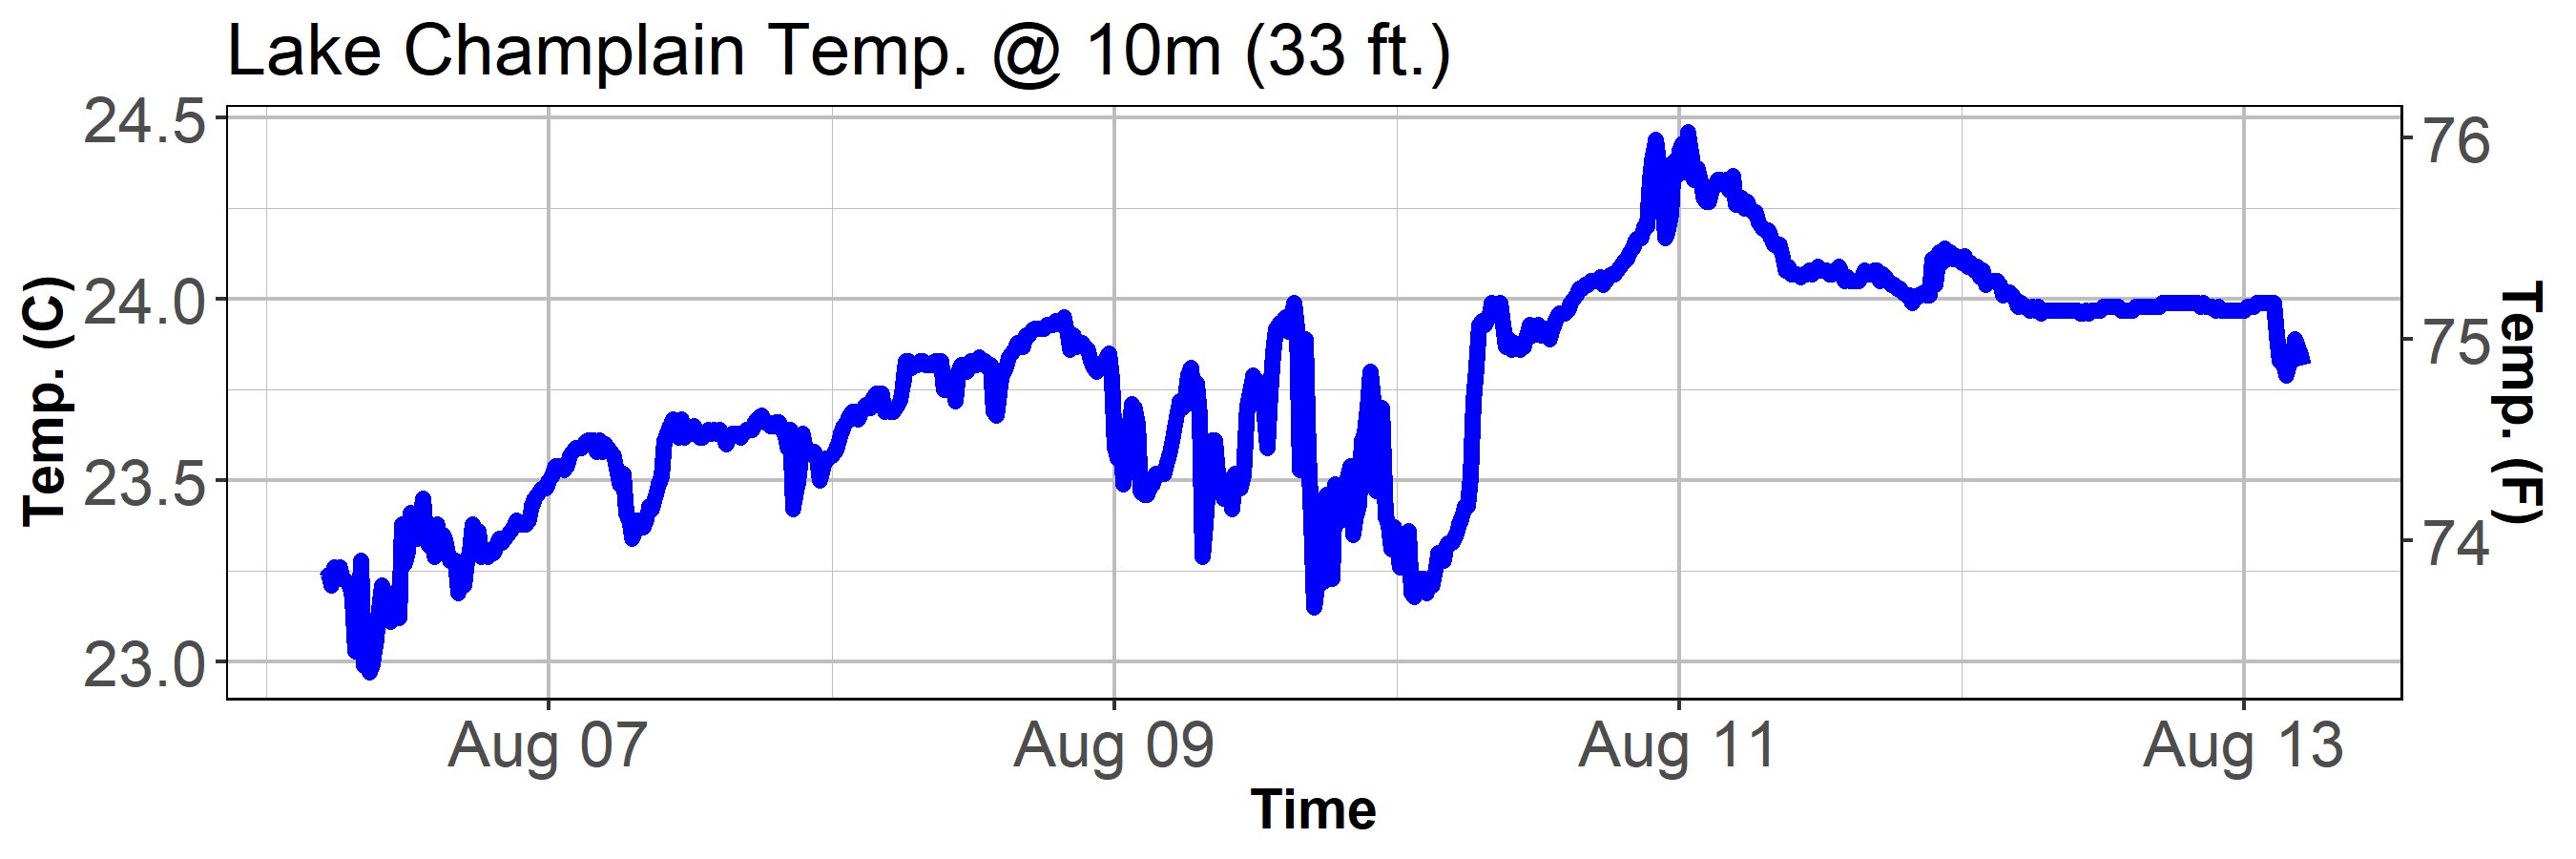 Lake Champlain Temp. @ 10m (33 ft.)
24.5
24.0
23.5
23.0
Temp. (C)
76
75
74
Temp. (F)
Aug 07 Aug 09 Aug 11 Aug 13
Time